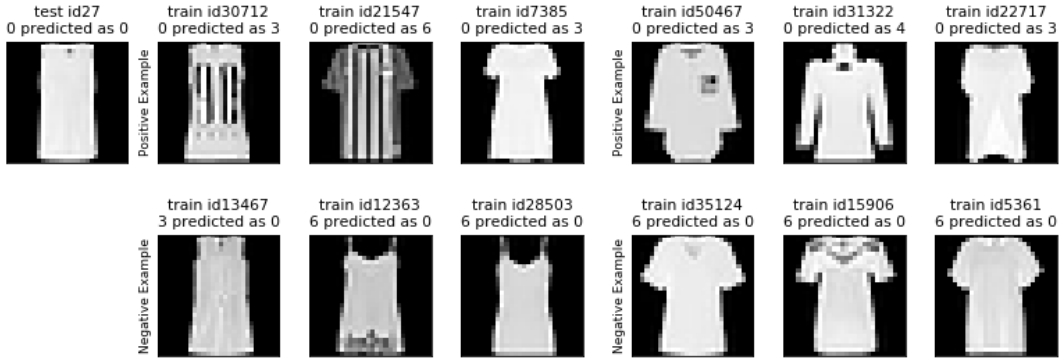 test id27
0 predicted as 0
train id30712
0 predicted as 3
train id21547
0 predicted as 6
train id7385
0 predicted as 3
train id50467
0 predicted as 3
train id31322
0 predicted as 4
train id22717
0 predicted as 3
Positive Example
Positive Example
train id13467
3 predicted as 0
train id12363
6 predicted as 0
train id28503
6 predicted as 0
train id35124
6 predicted as 0
train id15906
6 predicted as 0
train id5361
6 predicted as 0
Negative Example
Negative Example